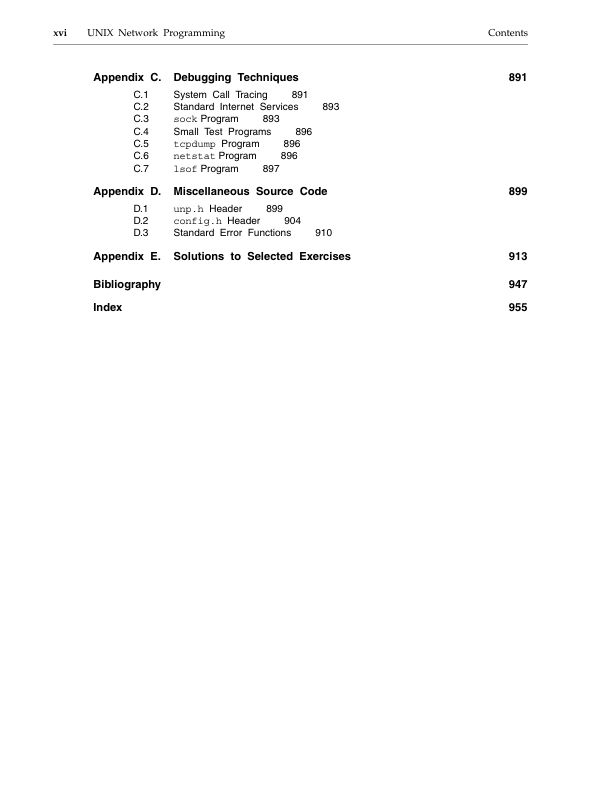 xvi UNIX Network Programming Contents
Appendix C. Debugging Techniques 891
C.1 System Call Tracing 891
C.2 Standard Internet Services 893
C.3 sock Program 893
C.4 Small Test Programs 896
C.5 tcpdump Program 896
C.6 netstat Program 896
C.7 lsof Program 897
Appendix D. Miscellaneous Source Code 899
D.1 unp.h Header 899
D.2 config.h Header 904
D.3 Standard Error Functions 910
Appendix E. Solutions to Selected Exercises 913
Bibliography 947
Index 955